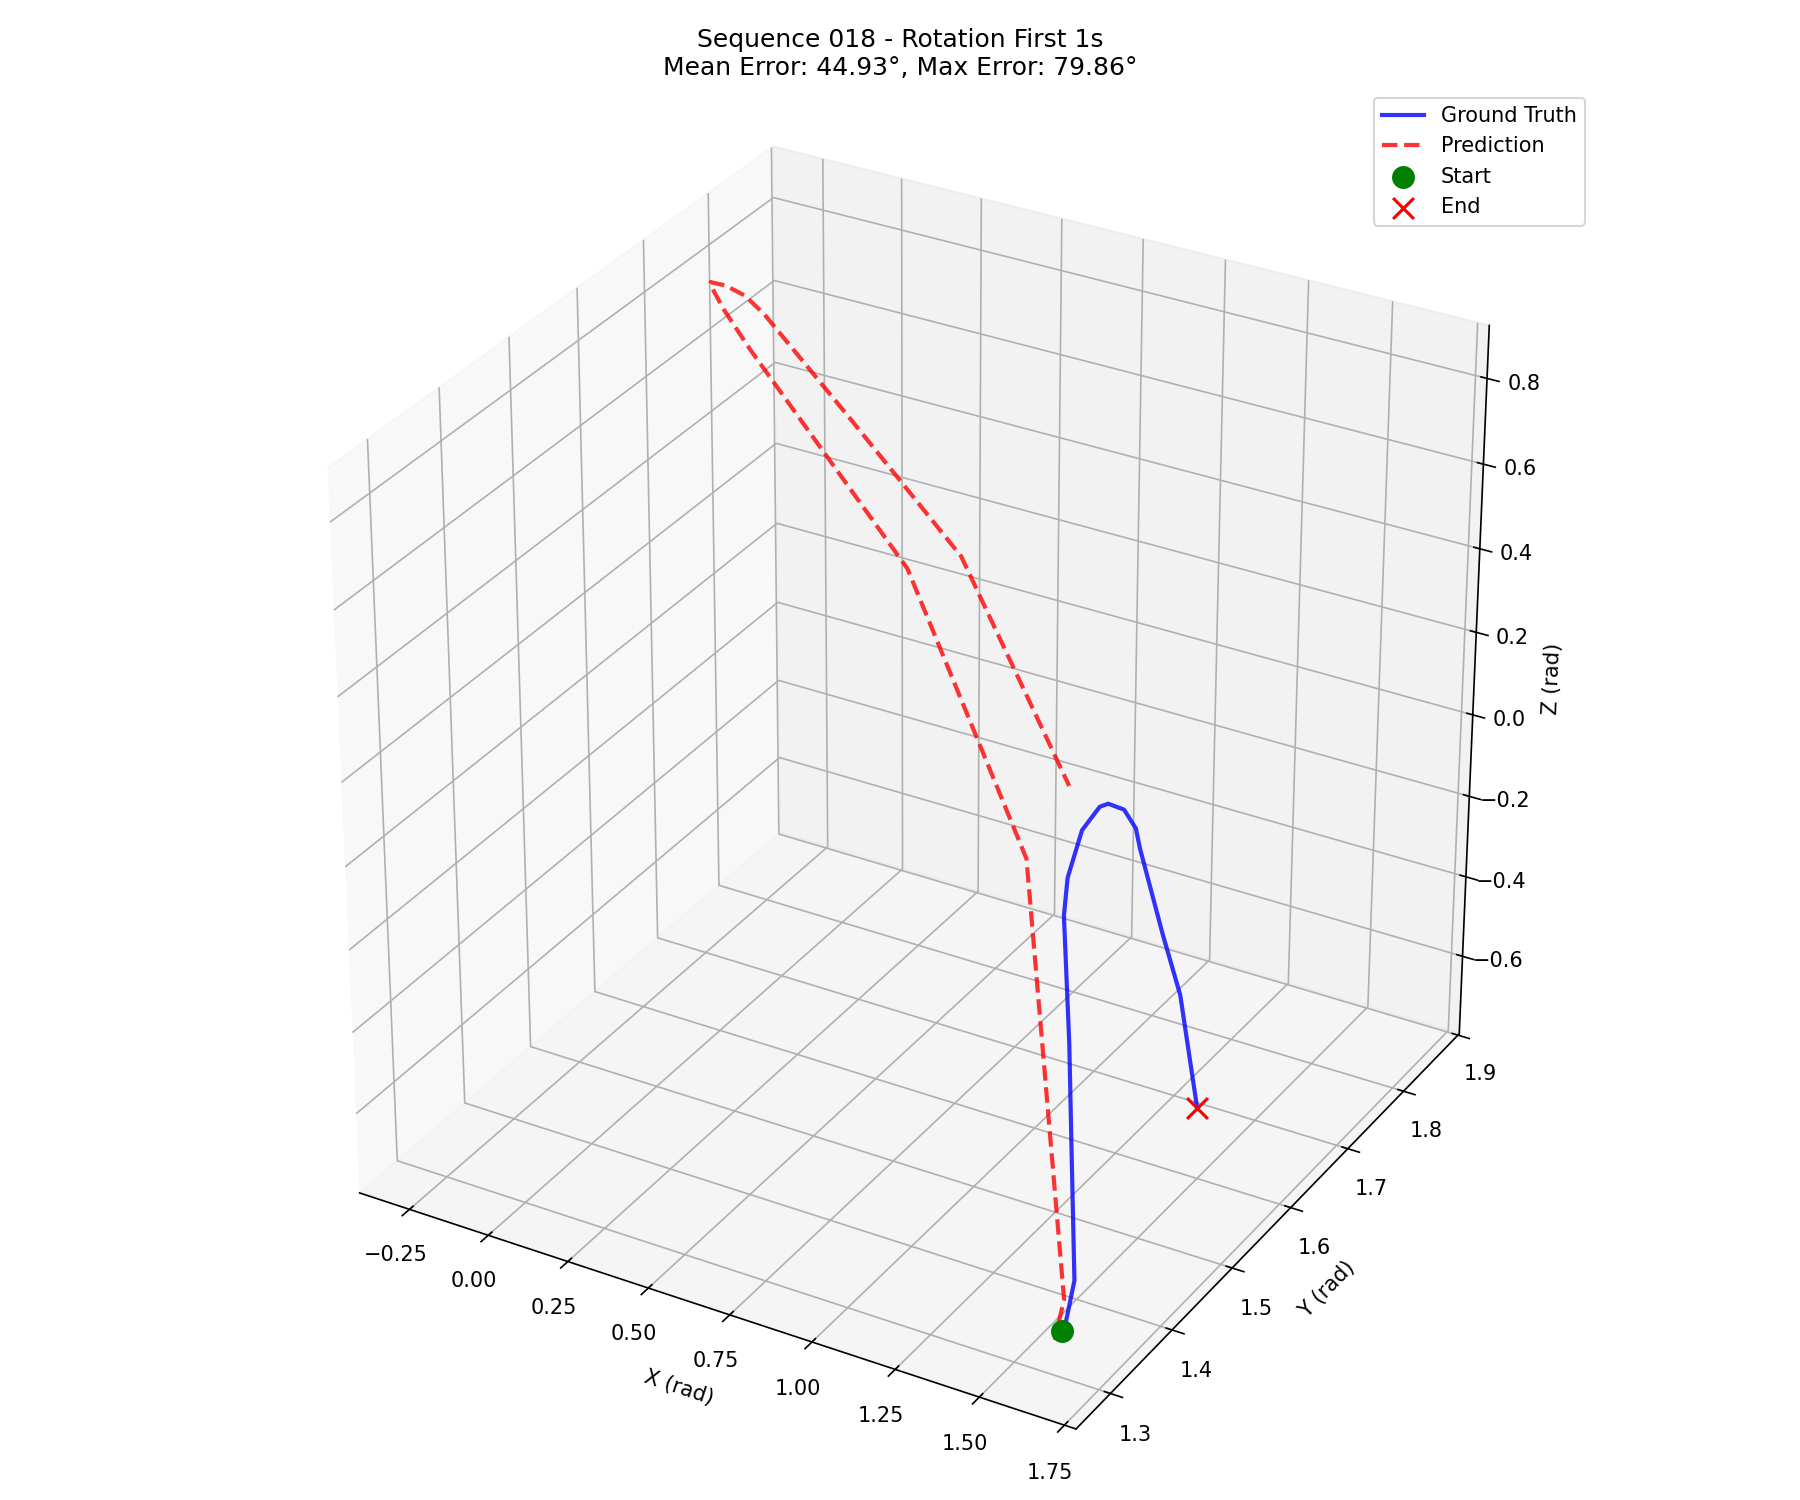 Sequence 018 - Rotation First 1s
Mean Error: 44.93°, Max Error: 79.86°
Ground Truth
Prediction
Start
End
0.8
0.6
0.4
0.2
0.0
−0.2
−0.4
−0.6
Z (rad)
1.9
1.8
1.7
1.6
1.5
1.4
1.3
Y (rad)
−0.25
0.00
0.25
0.50
0.75
1.00
1.25
1.50
1.75
X (rad)